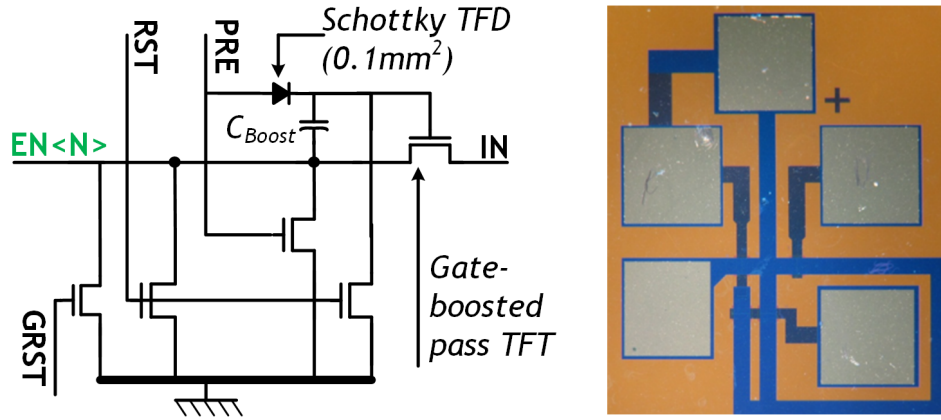 Schottky TFD
(0.1mm²)
RST
PRE
C_Boost
EN<N>
IN
Gate-
boosted
pass TFT
GRST